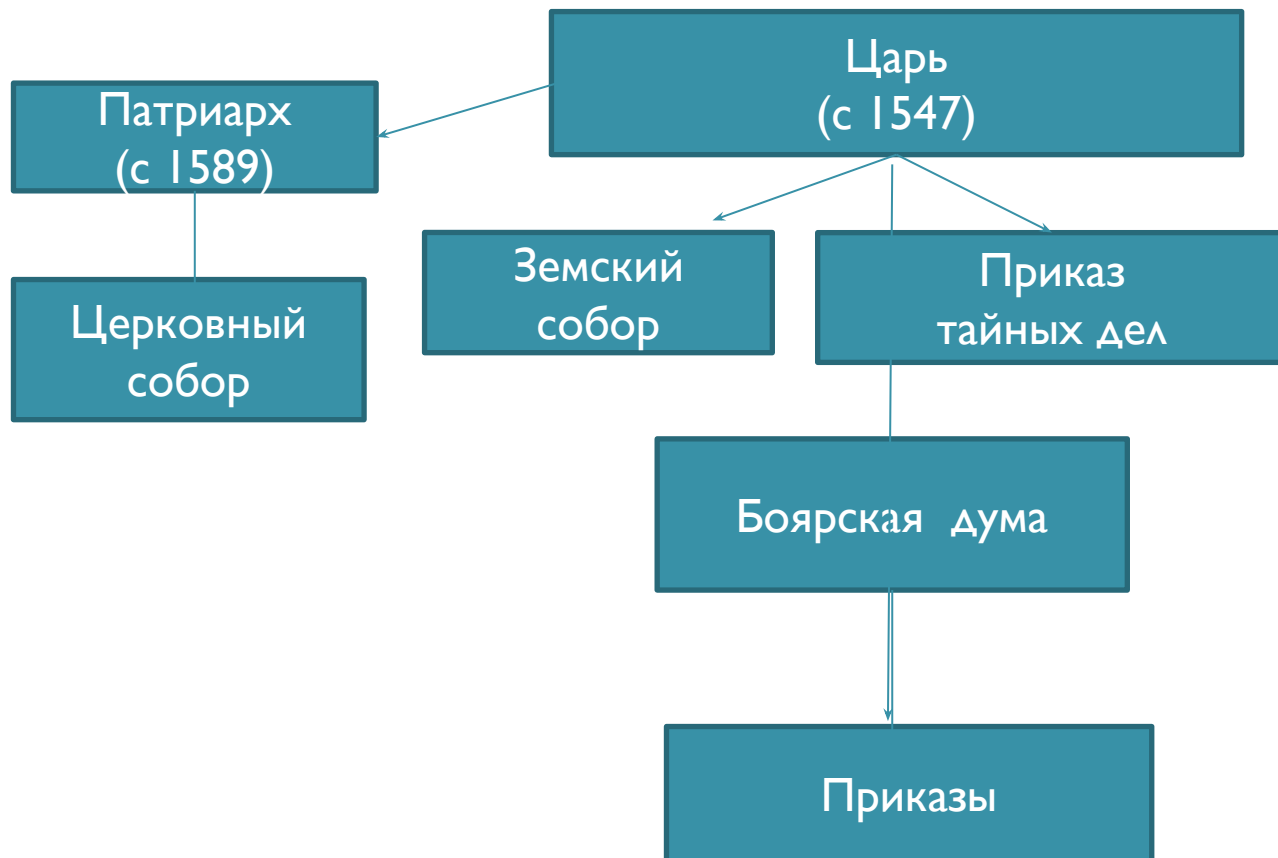 Царь
(с 1547)
Патриарх
(с 1589)
Земский
собор
Приказ
тайных дел
Церковный
собор
Боярская дума
Приказы